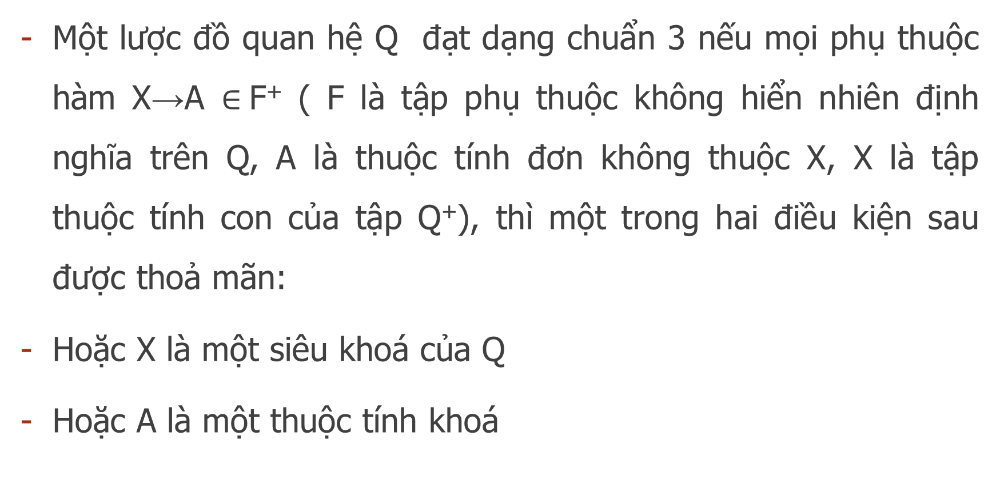 - Một lược đồ quan hệ Q đạt dạng chuẩn 3 nếu mọi phụ thuộc
hàm X→A ∈ F⁺ ( F là tập phụ thuộc không hiển nhiên định
nghĩa trên Q, A là thuộc tính đơn không thuộc X, X là tập
thuộc tính con của tập Q⁺), thì một trong hai điều kiện sau
được thoả mãn:
- Hoặc X là một siêu khoá của Q
- Hoặc A là một thuộc tính khoá